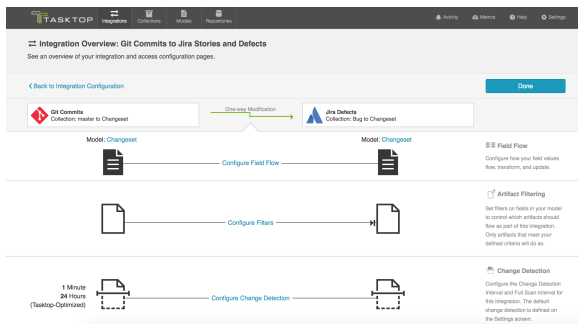 TASKTOP
Integrations
Collections
Models
Repositories
Activity
Metrics
Help
Settings
Integration Overview: Git Commits to Jira Stories and Defects
See an overview of your integration and access configuration pages.
Back to Integration Configuration
Done
Git Commits
Collection: master to Changeset
One-way Modification
Jira Defects
Collection: Bug to Changeset
Model: Changeset
Model: Changeset
Configure Field Flow
Field Flow
Configure how your field values
flow, transform, and update.
Configure Filters
Artifact Filtering
Set filters on fields in your model
to control which artifacts should
flow as part of this integration.
Only artifacts that meet your
defined criteria will do so.
1 Minute
24 Hours
(Tasktop-Optimized)
Configure Change Detection
Change Detection
Configure the Change Detection
Interval and Full Scan Interval for
this integration. The default
change detection is defined on
the Settings screen.